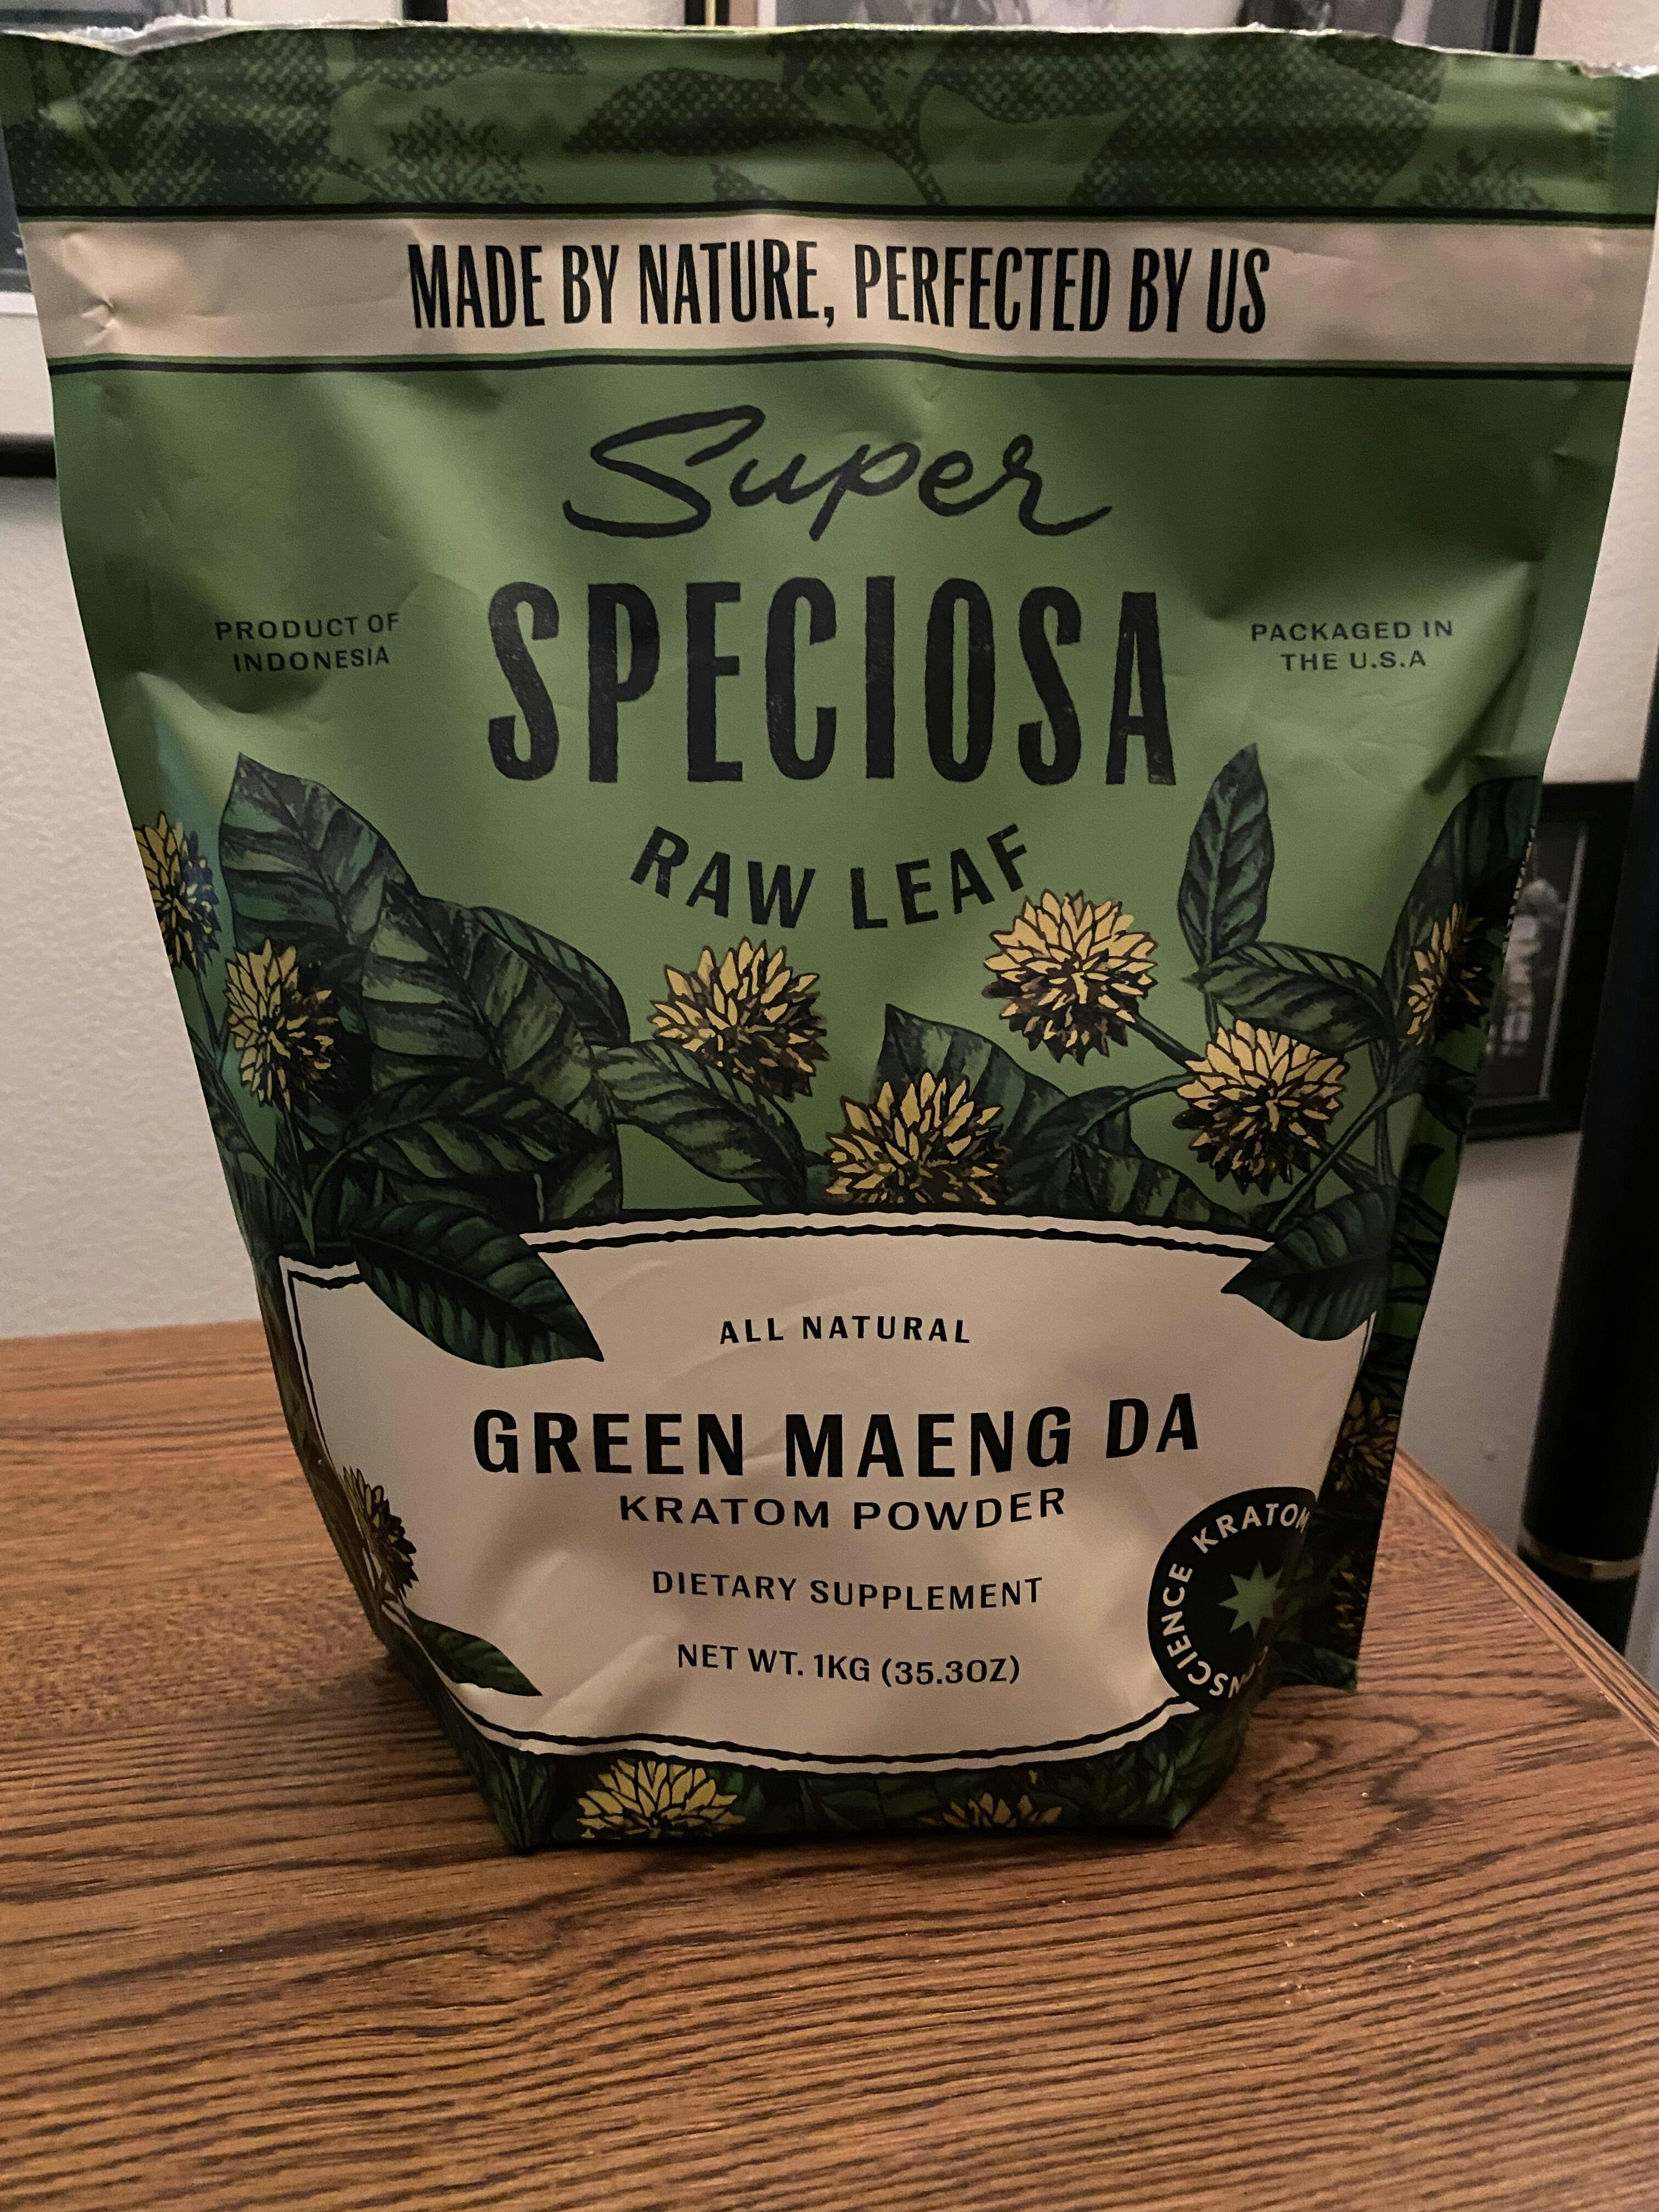 MADE BY NATURE, PERFECTED BY US
Super
SPECIOSA
PRODUCT OF
INDONESIA
PACKAGED IN
THE U.S.A
RAW LEAF
ALL NATURAL
GREEN MAENG DA
KRATOM POWDER
DIETARY SUPPLEMENT
NET WT. 1KG (35.3OZ)
KRATOM